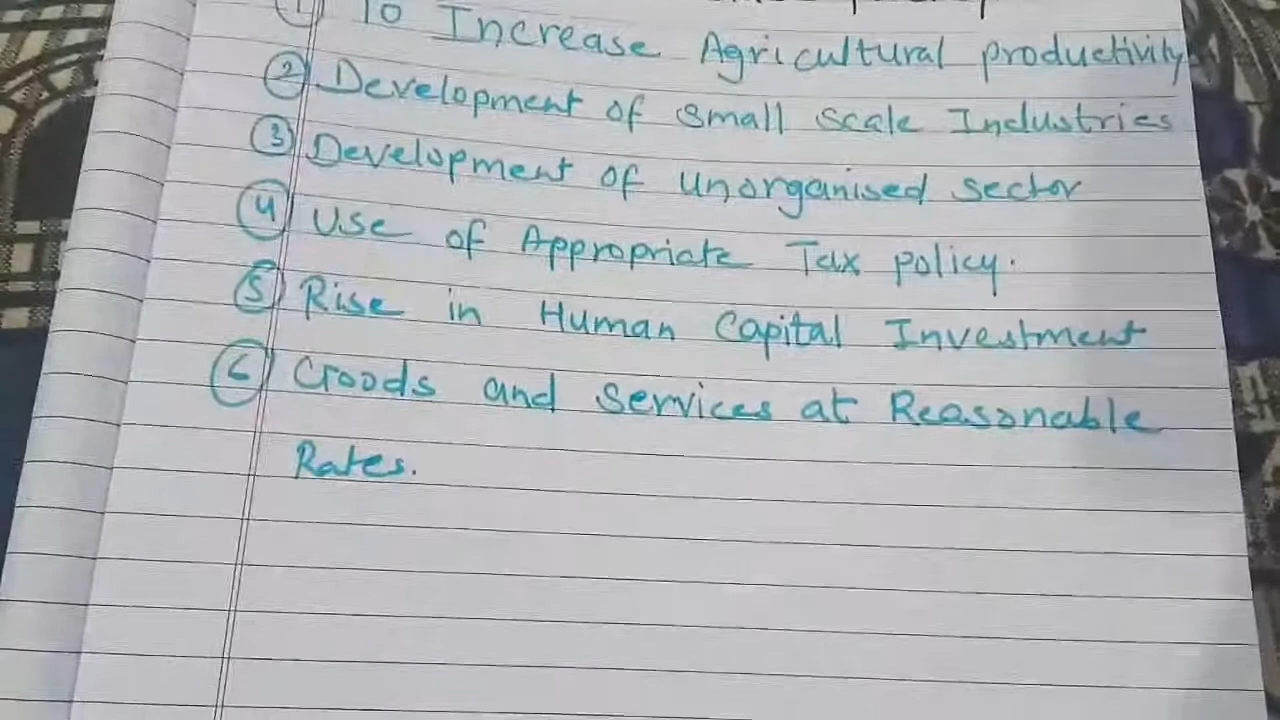 ① To Increase Agricultural productivity
② Development of Small Scale Industries
③ Development of Unorganised Sector
④ Use of Appropriate Tax policy.
⑤ Rise in Human Capital Investment
⑥ Goods and Services at Reasonable
Rates.